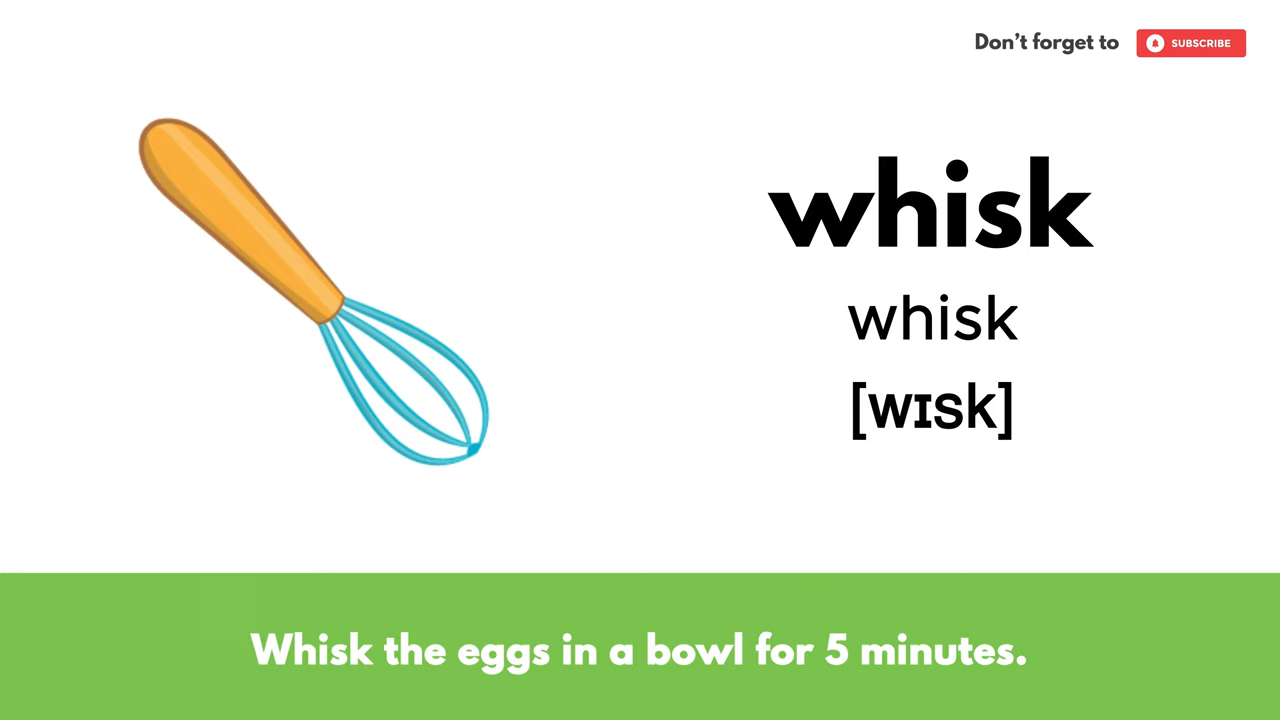 Don't forget to SUBSCRIBE
whisk
whisk
[wɪsk]
Whisk the eggs in a bowl for 5 minutes.